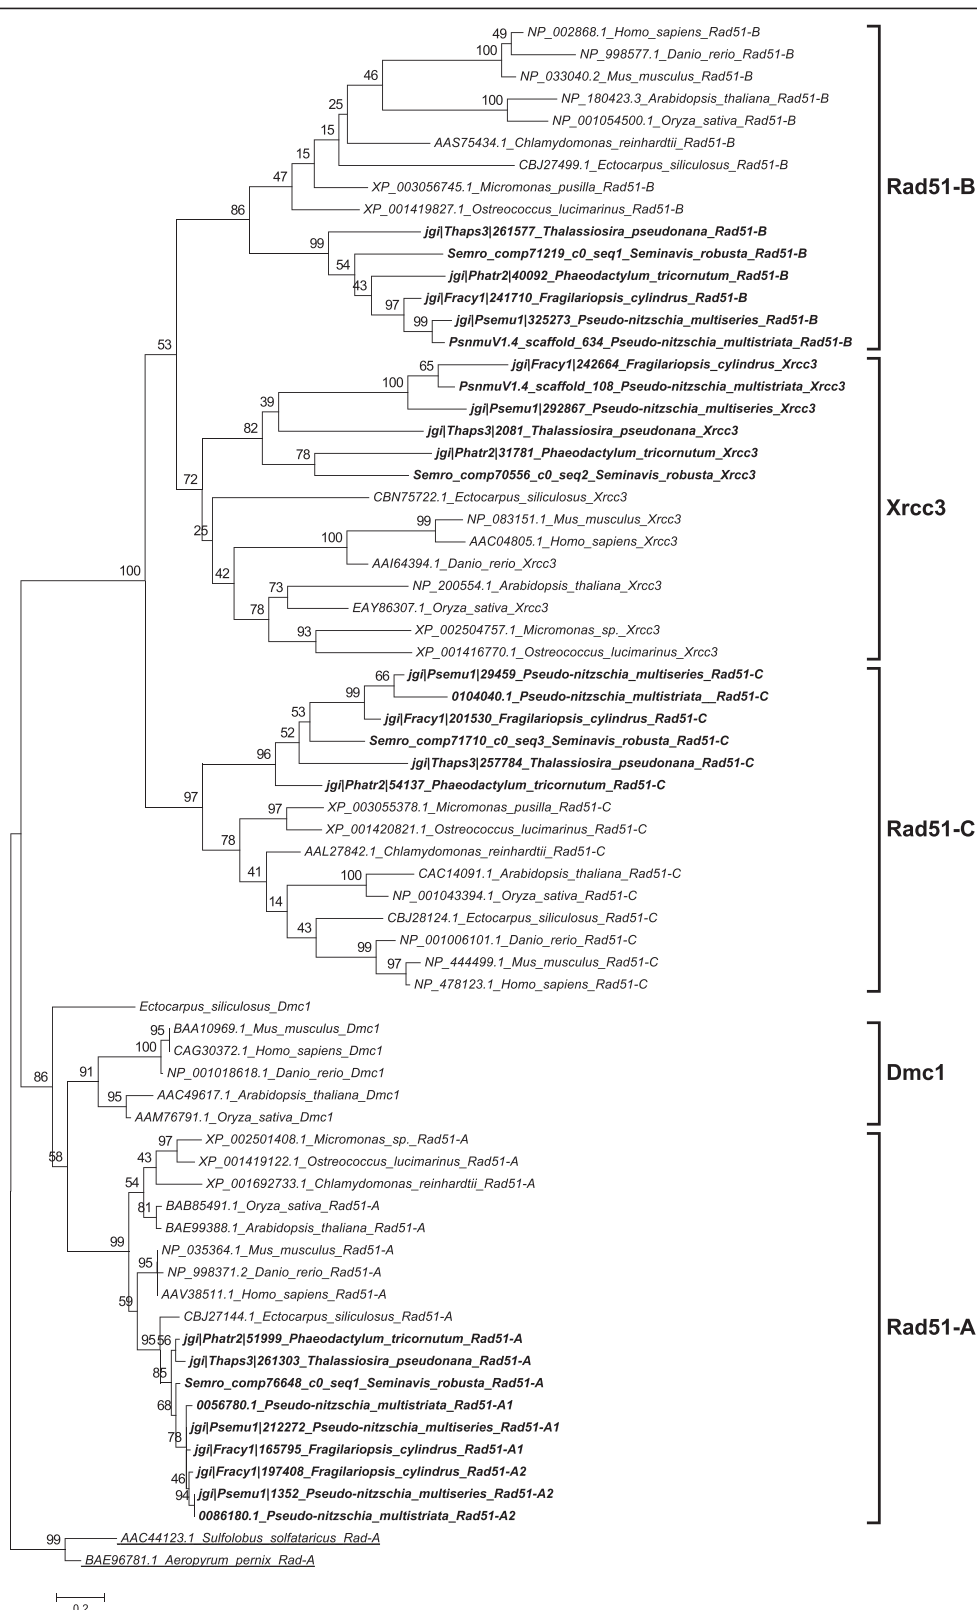 49
NP_002868.1_Homo_sapiens_Rad51-B
100
NP_998577.1_Danio_rerio_Rad51-B
NP_033040.2_Mus_musculus_Rad51-B
46
100
NP_180423.3_Arabidopsis_thaliana_Rad51-B
NP_001054500.1_Oryza_sativa_Rad51-B
25
AAS75434.1_Chlamydomonas_reinhardtii_Rad51-B
15
CBJ27499.1_Ectocarpus_siliculosus_Rad51-B
15
XP_003056745.1_Micromonas_pusilla_Rad51-B
47
XP_001419827.1_Ostreococcus_lucimarinus_Rad51-B
Rad51-B
86
jgi|Thaps3|261577_Thalassiosira_pseudonana_Rad51-B
99
Semro_comp71219_c0_seq1_Seminavis_robusta_Rad51-B
54
jgi|Phatr2|40092_Phaeodactylum_tricornutum_Rad51-B
43
jgi|Fracy1|241710_Fragilariopsis_cylindrus_Rad51-B
97
jgi|Psemu1|325273_Pseudo-nitzschia_multiseries_Rad51-B
99
PsnmuV1.4_scaffold_634_Pseudo-nitzschia_multistriata_Rad51-B
53
65
jgi|Fracy1|242664_Fragilariopsis_cylindrus_Xrcc3
100
PsnmuV1.4_scaffold_108_Pseudo-nitzschia_multistriata_Xrcc3
39
jgi|Psemu1|292867_Pseudo-nitzschia_multiseries_Xrcc3
82
jgi|Thaps3|2081_Thalassiosira_pseudonana_Xrcc3
78
jgi|Phatr2|31781_Phaeodactylum_tricornutum_Xrcc3
Semro_comp70556_c0_seq2_Seminavis_robusta_Xrcc3
72
CBN75722.1_Ectocarpus_siliculosus_Xrcc3
Xrcc3
25
99
NP_083151.1_Mus_musculus_Xrcc3
100
AAC04805.1_Homo_sapiens_Xrcc3
AAI64394.1_Danio_rerio_Xrcc3
42
73
NP_200554.1_Arabidopsis_thaliana_Xrcc3
78
EAY86307.1_Oryza_sativa_Xrcc3
93
XP_002504757.1_Micromonas_sp._Xrcc3
XP_001416770.1_Ostreococcus_lucimarinus_Xrcc3
100
66
jgi|Psemu1|29459_Pseudo-nitzschia_multiseries_Rad51-C
99
0104040.1_Pseudo-nitzschia_multistriata__Rad51-C
53
jgi|Fracy1|201530_Fragilariopsis_cylindrus_Rad51-C
52
Semro_comp71710_c0_seq3_Seminavis_robusta_Rad51-C
96
jgi|Thaps3|257784_Thalassiosira_pseudonana_Rad51-C
jgi|Phatr2|54137_Phaeodactylum_tricornutum_Rad51-C
97
97
XP_003055378.1_Micromonas_pusilla_Rad51-C
XP_001420821.1_Ostreococcus_lucimarinus_Rad51-C
Rad51-C
78
AAL27842.1_Chlamydomonas_reinhardtii_Rad51-C
41
100
CAC14091.1_Arabidopsis_thaliana_Rad51-C
NP_001043394.1_Oryza_sativa_Rad51-C
14
CBJ28124.1_Ectocarpus_siliculosus_Rad51-C
43
99
NP_001006101.1_Danio_rerio_Rad51-C
97
NP_444499.1_Mus_musculus_Rad51-C
NP_478123.1_Homo_sapiens_Rad51-C
Ectocarpus_siliculosus_Dmc1
95
BAA10969.1_Mus_musculus_Dmc1
100
CAG30372.1_Homo_sapiens_Dmc1
NP_001018618.1_Danio_rerio_Dmc1
Dmc1
86
91
95
AAC49617.1_Arabidopsis_thaliana_Dmc1
AAM76791.1_Oryza_sativa_Dmc1
58
97
XP_002501408.1_Micromonas_sp._Rad51-A
43
XP_001419122.1_Ostreococcus_lucimarinus_Rad51-A
54
XP_001692733.1_Chlamydomonas_reinhardtii_Rad51-A
81
BAB85491.1_Oryza_sativa_Rad51-A
BAE99388.1_Arabidopsis_thaliana_Rad51-A
99
NP_035364.1_Mus_musculus_Rad51-A
95
NP_998371.2_Danio_rerio_Rad51-A
59
AAV38511.1_Homo_sapiens_Rad51-A
CBJ27144.1_Ectocarpus_siliculosus_Rad51-A
Rad51-A
95
56
jgi|Phatr2|51999_Phaeodactylum_tricornutum_Rad51-A
jgi|Thaps3|261303_Thalassiosira_pseudonana_Rad51-A
85
Semro_comp76648_c0_seq1_Seminavis_robusta_Rad51-A
68
0056780.1_Pseudo-nitzschia_multistriata_Rad51-A1
jgi|Psemu1|212272_Pseudo-nitzschia_multiseries_Rad51-A1
78
jgi|Fracy1|165795_Fragilariopsis_cylindrus_Rad51-A1
jgi|Fracy1|197408_Fragilariopsis_cylindrus_Rad51-A2
46
jgi|Psemu1|1352_Pseudo-nitzschia_multiseries_Rad51-A2
94
0086180.1_Pseudo-nitzschia_multistriata_Rad51-A2
99
AAC44123.1_Sulfolobus_solfataricus_Rad-A
BAE96781.1_Aeropyrum_pernix_Rad-A
0.2